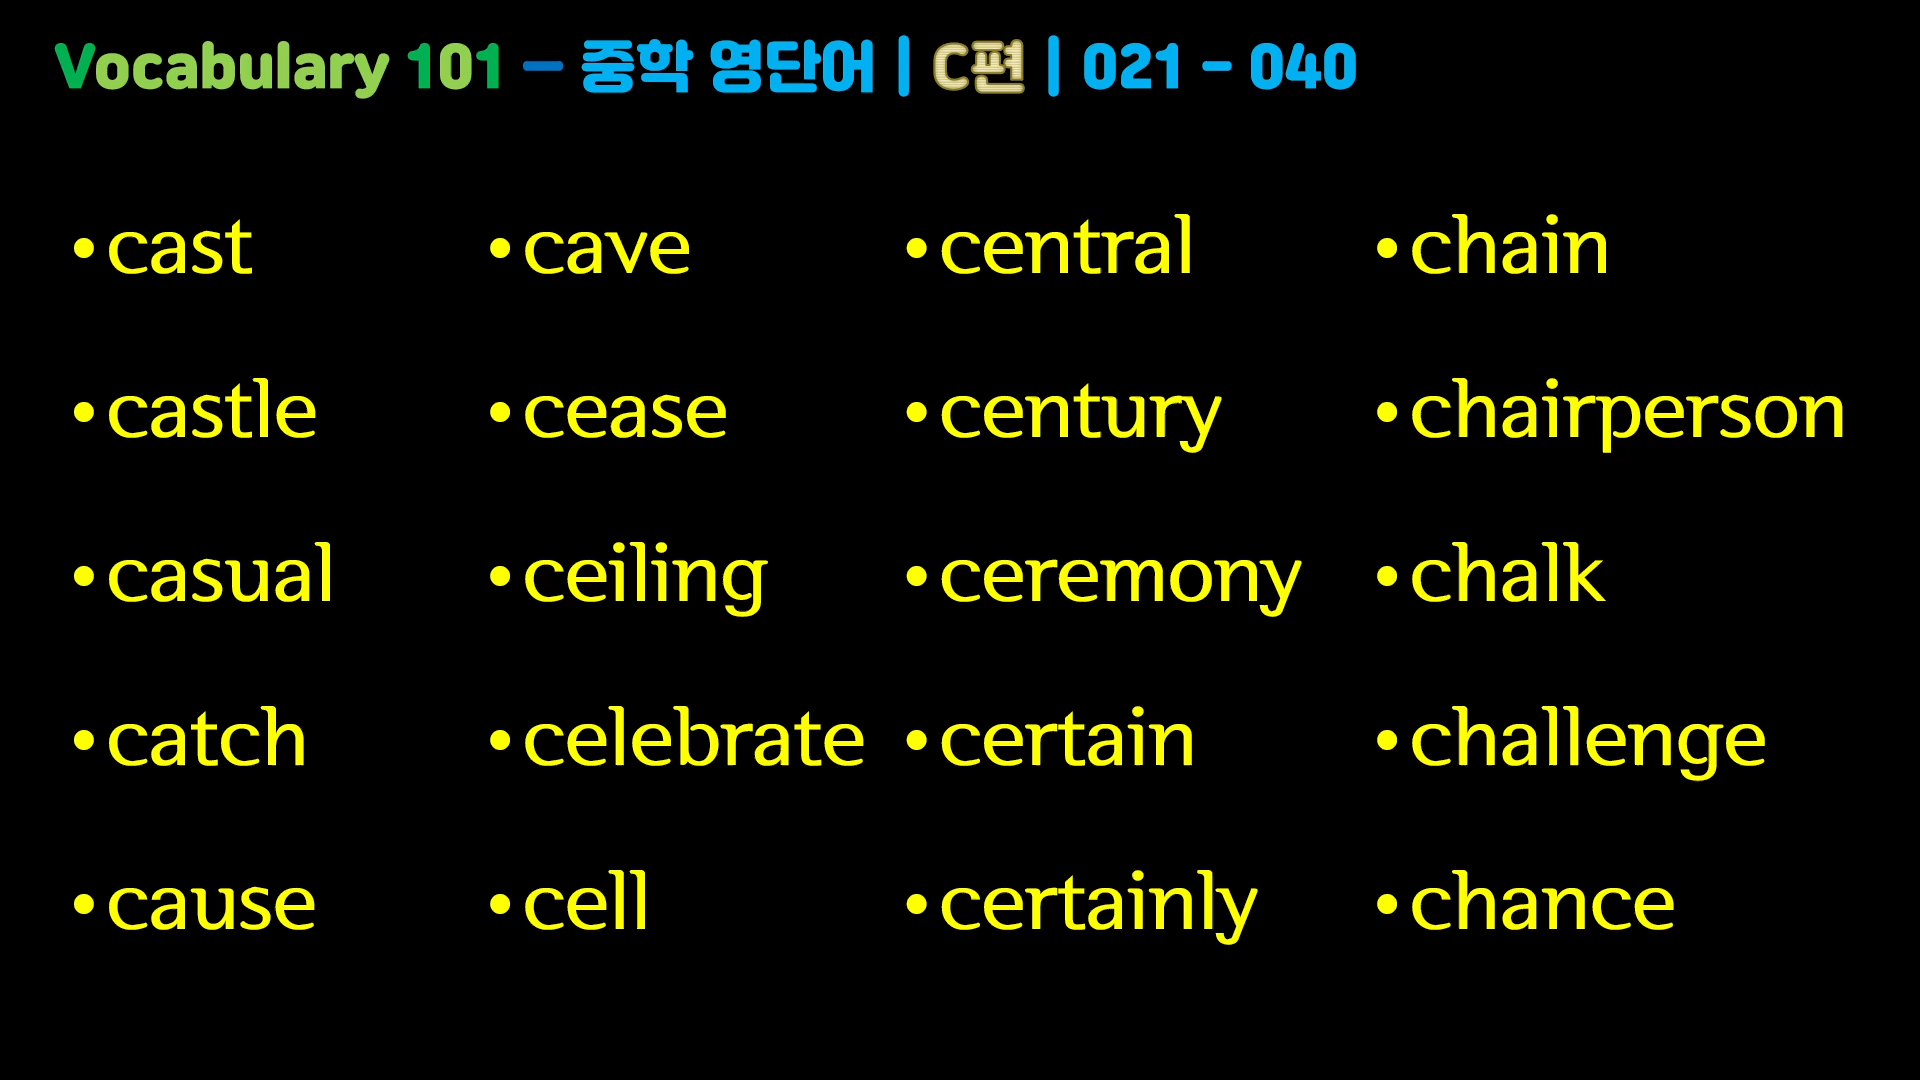 Vocabulary 101 – 중학 영단어 | C편 | 021 - 040
• cast
• castle
• casual
• catch
• cause
• cave
• cease
• ceiling
• celebrate
• cell
• central
• century
• ceremony
• certain
• certainly
• chain
• chairperson
• chalk
• challenge
• chance